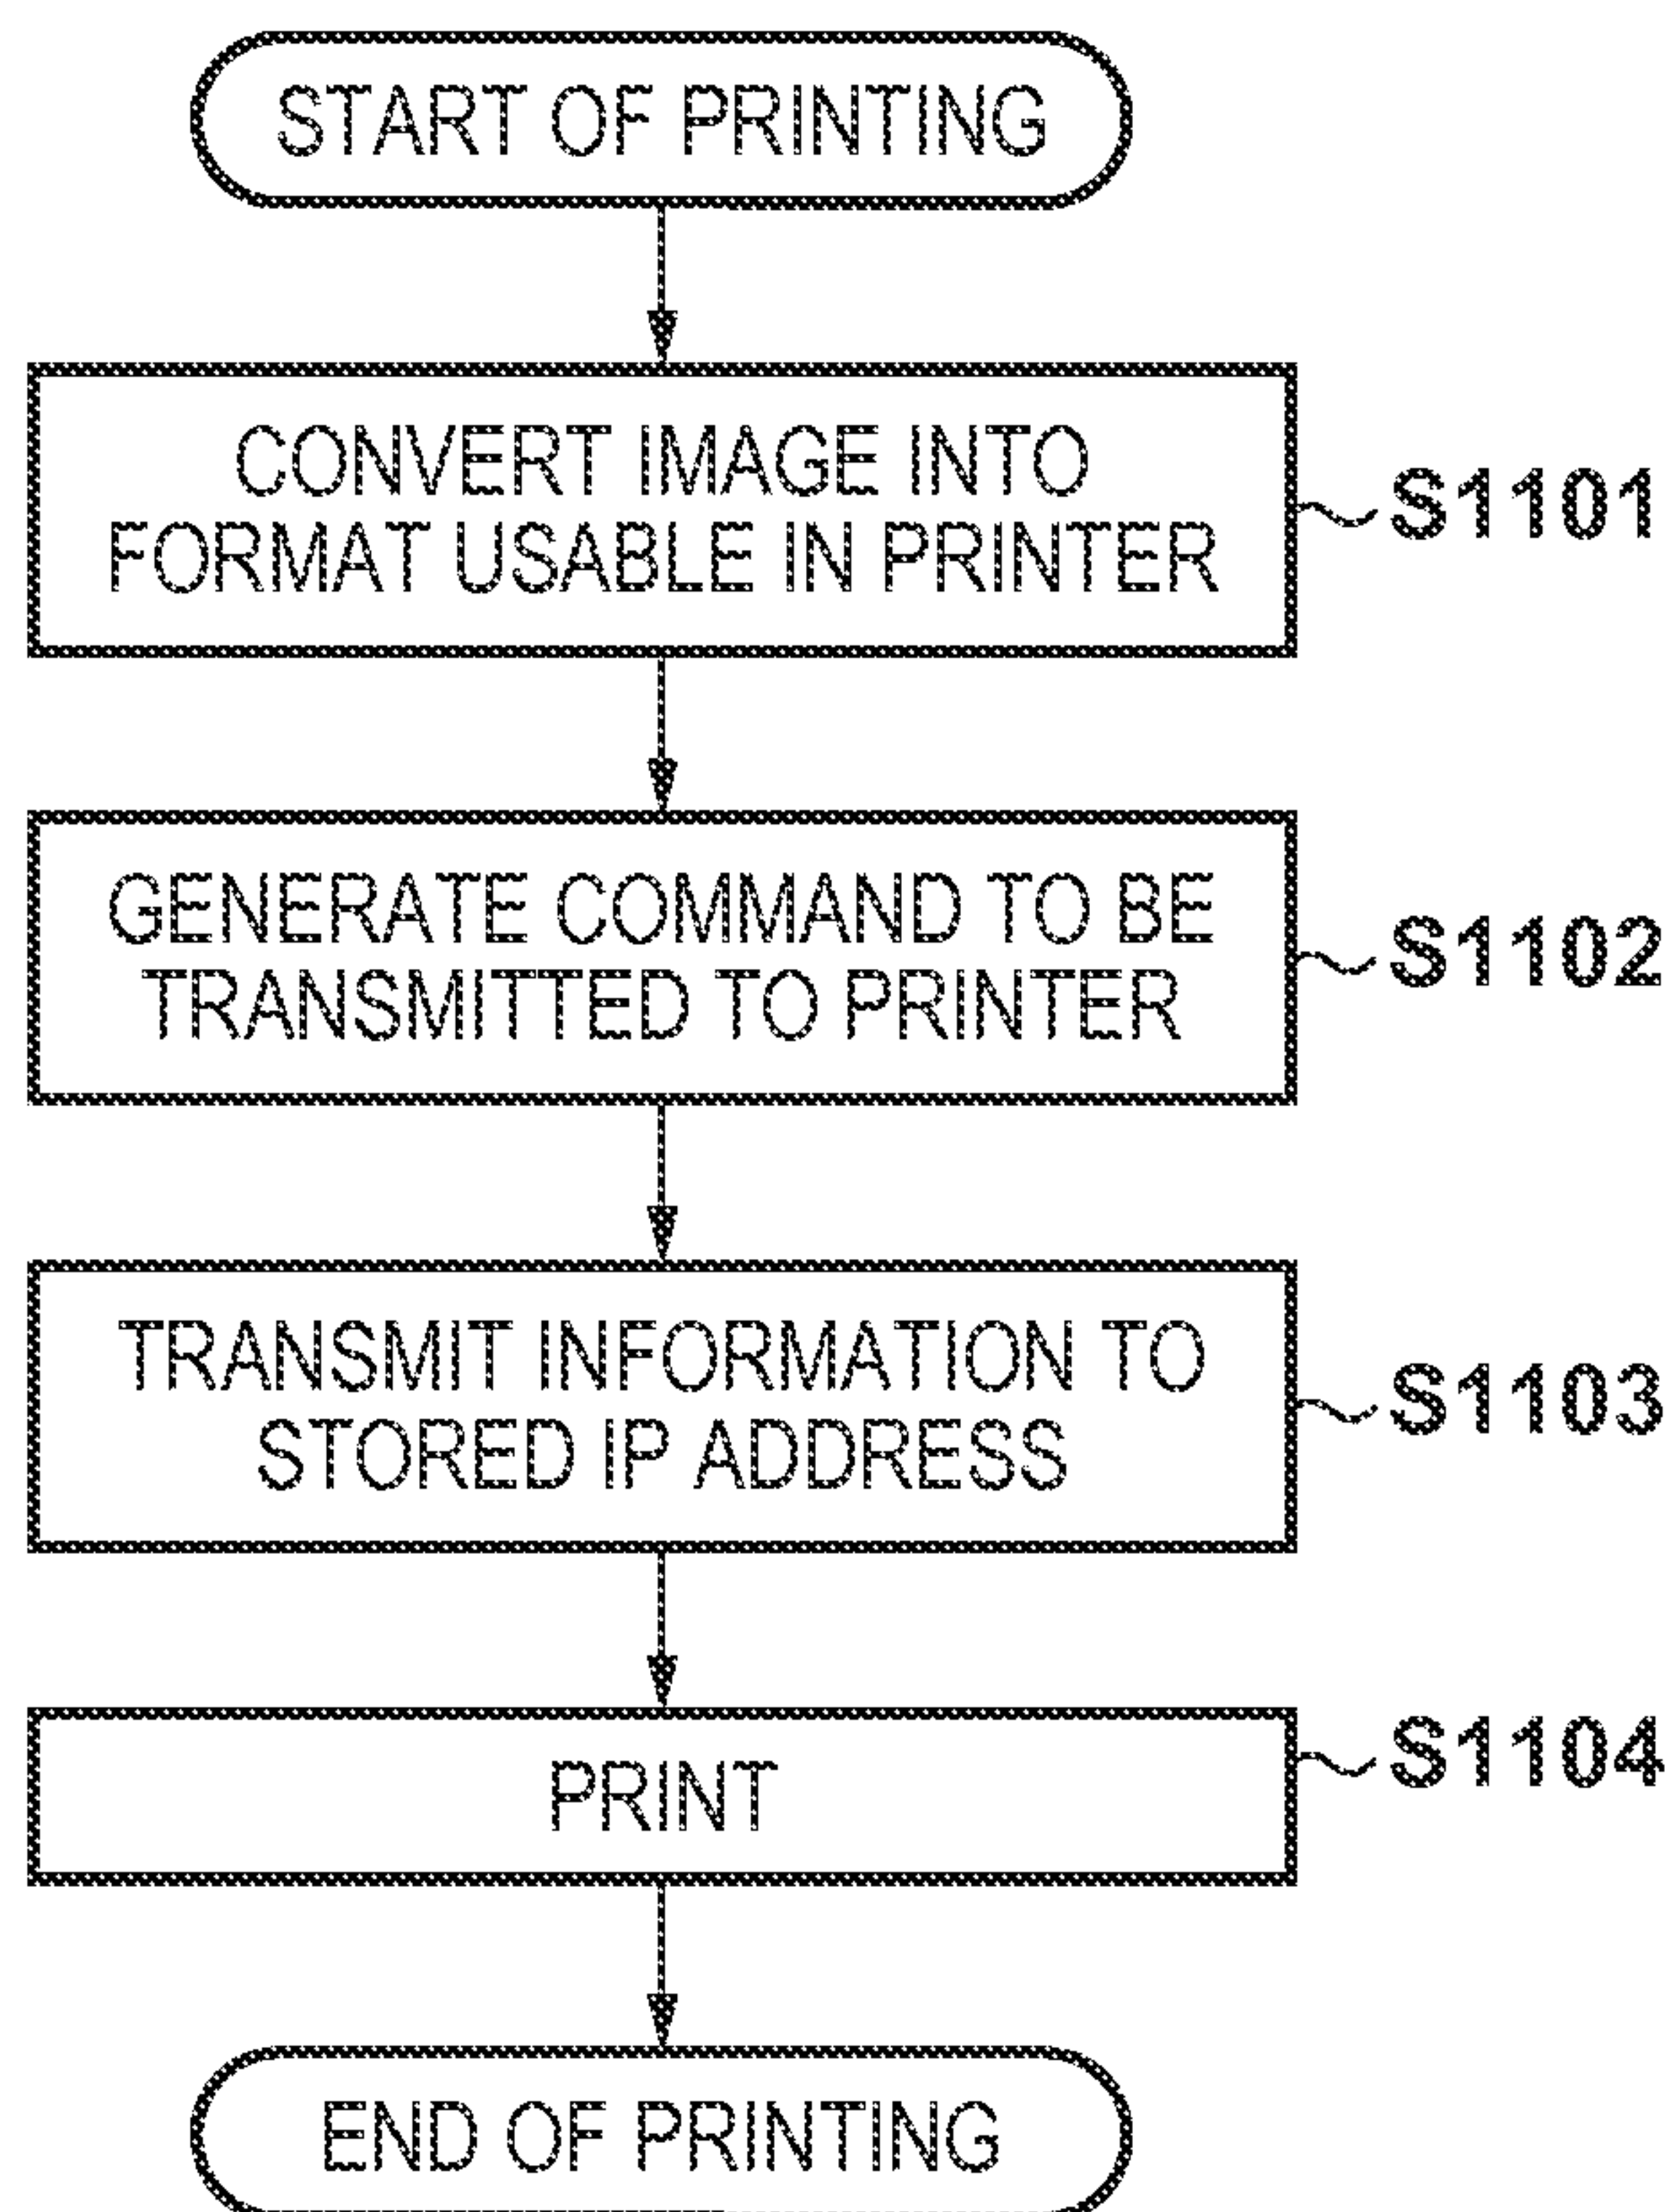 START OF PRINTING
CONVERT IMAGE INTO
FORMAT USABLE IN PRINTER
S1101
GENERATE COMMAND TO BE
TRANSMITTED TO PRINTER
S1102
TRANSMIT INFORMATION TO
STORED IP ADDRESS
S1103
PRINT
S1104
END OF PRINTING